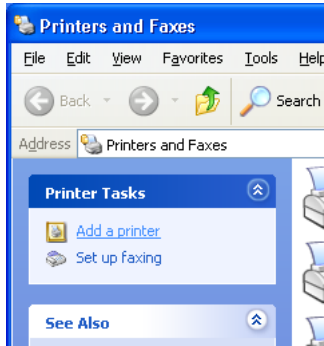 Printers and Faxes
File Edit View Favorites Tools Help
Back Search
Address Printers and Faxes
Printer Tasks
Add a printer
Set up faxing
See Also